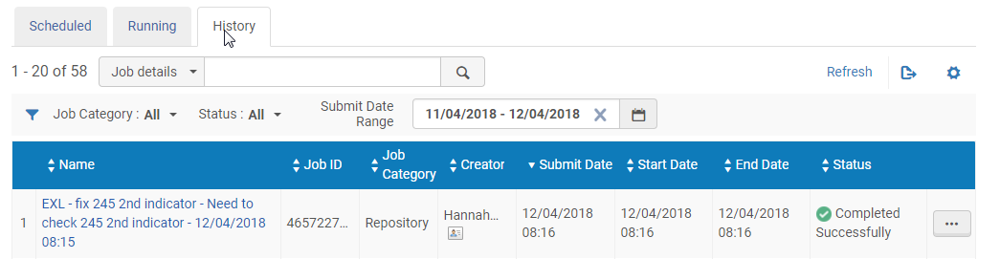 Scheduled Running History
1 - 20 of 58 Job details Refresh
Job Category : All Status : All Submit Date Range 11/04/2018 - 12/04/2018
Name Job ID Job Category Creator Submit Date Start Date End Date Status
1 EXL - fix 245 2nd indicator - Need to check 245 2nd indicator - 12/04/2018 08:15 4657227... Repository Hannah... 12/04/2018 08:16 12/04/2018 08:16 12/04/2018 08:16 Completed Successfully ...